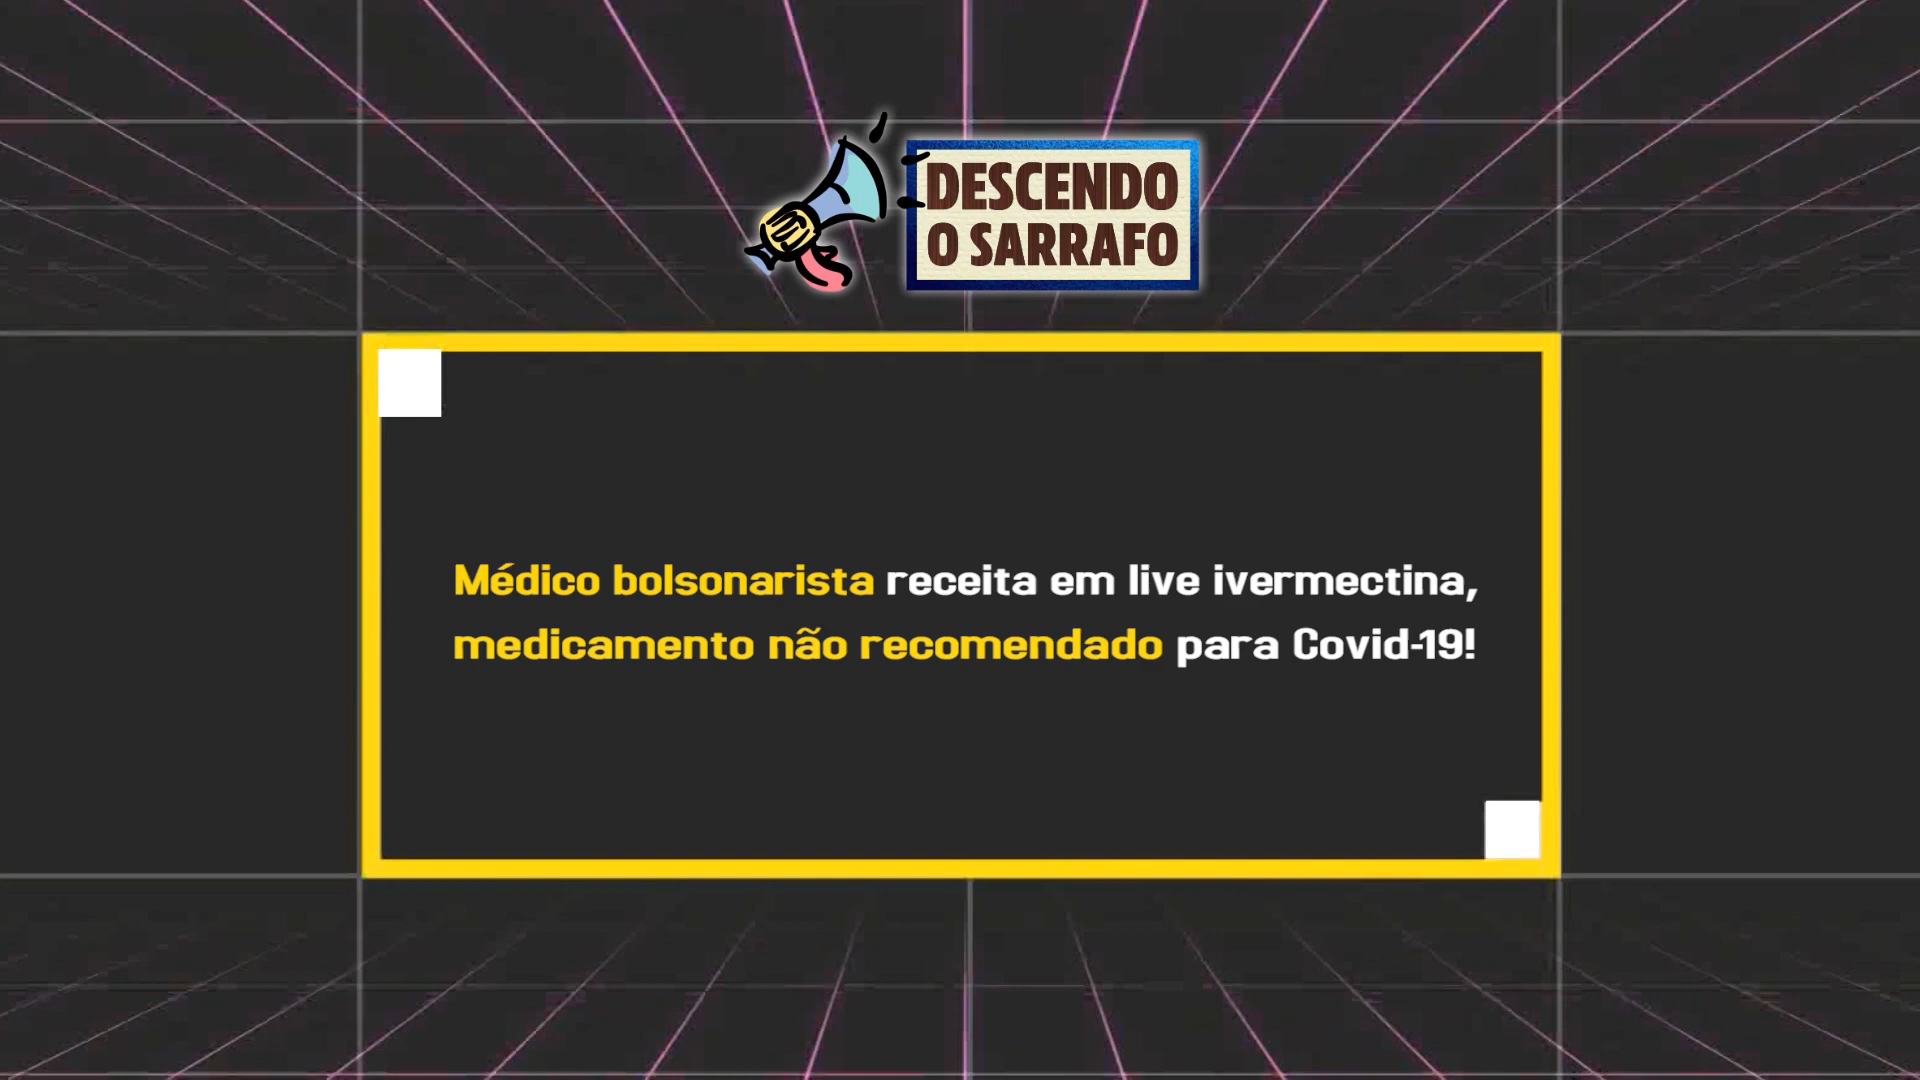 DESCENDO
O SARRAFO
Médico bolsonarista receita em live ivermectina,
medicamento não recomendado para Covid-19!